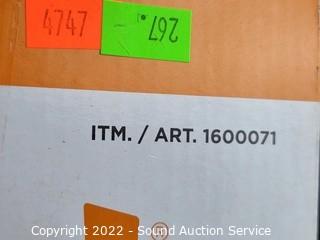 4747
267
ITM. / ART. 1600071
®
Copyright 2022 - Sound Auction Service